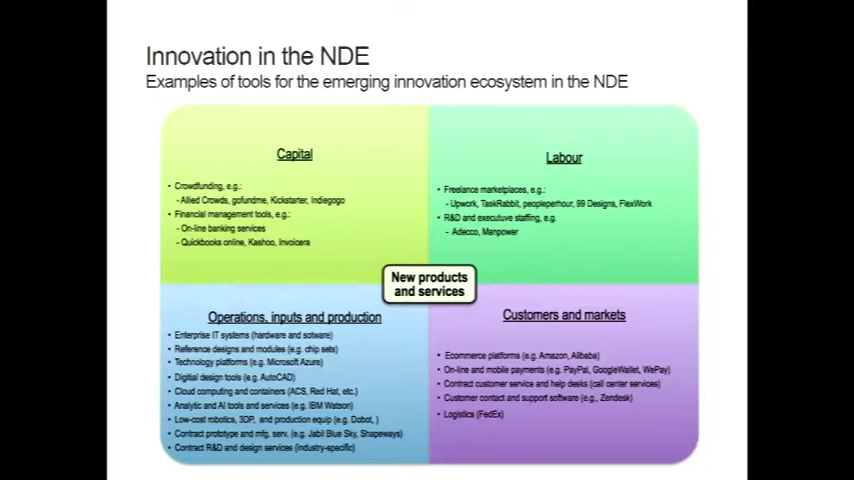 Innovation in the NDE
Examples of tools for the emerging innovation ecosystem in the NDE
Capital
• Crowdfunding, e.g.:
- Allied Crowds, gofundme, Kickstarter, Indiegogo
• Financial management tools, e.g.:
- On-line banking services
- Quickbooks online, Kashoo, Invoicera
Labour
• Freelance marketplaces, e.g.:
- Upwork, TaskRabbit, peopleperhour, 99 Designs, FlexWork
• R&D and executuve staffing, e.g.
- Adecco, Manpower
New products
and services
Operations, inputs and production
• Enterprise IT systems (hardware and sotware)
• Reference designs and modules (e.g. chip sets)
• Technology platforms (e.g. Microsoft Azure)
• Digitial design tools (e.g. AutoCAD)
• Cloud computing and containers (ACS, Red Hat, etc.)
• Analytic and AI tools and services (e.g. IBM Watson)
• Low-cost robotics, 3DP, and production equip (e.g. Dobot, )
• Contract prototype and mfg. serv. (e.g. Jabil Blue Sky, Shapeways)
• Contract R&D and design services (industry-specific)
Customers and markets
• Ecommerce platforms (e.g. Amazon, Alibaba)
• On-line and mobile payments (e.g. PayPal, GoogleWallet, WePay)
• Contract customer service and help desks (call center services)
• Customer contact and support software (e.g., Zendesk)
• Logistics (FedEx)